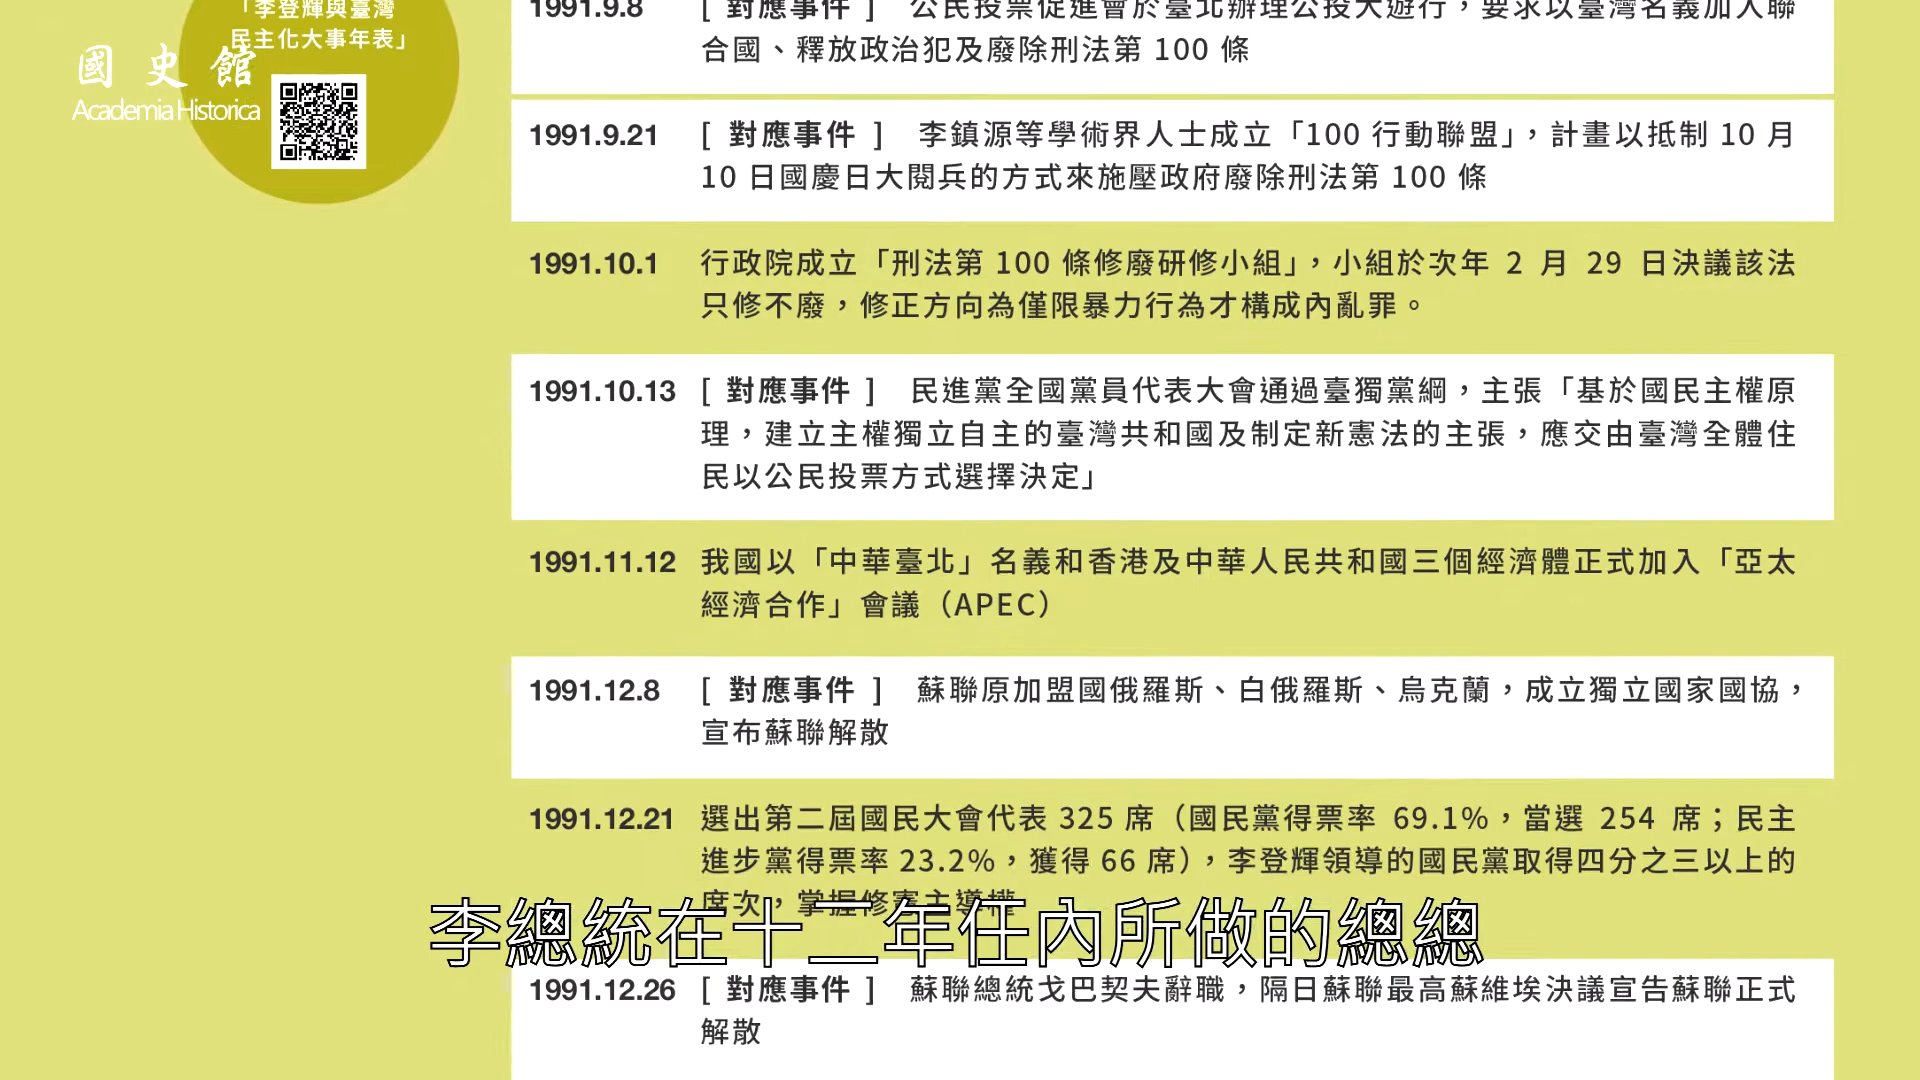 「李登輝與臺灣
民主化大事年表」
國史館
Academia Historica
1991.9.8 [ 對應事件 ] 公民投票促進會於臺北辦理公投大遊行，要求以臺灣名義加入聯
合國、釋放政治犯及廢除刑法第 100 條
1991.9.21 [ 對應事件 ] 李鎮源等學術界人士成立「100 行動聯盟」，計畫以抵制 10 月
10 日國慶日大閱兵的方式來施壓政府廢除刑法第 100 條
1991.10.1 行政院成立「刑法第 100 條修廢研修小組」，小組於次年 2 月 29 日決議該法
只修不廢，修正方向為僅限暴力行為才構成內亂罪。
1991.10.13 [ 對應事件 ] 民進黨全國黨員代表大會通過臺獨黨綱，主張「基於國民主權原
理，建立主權獨立自主的臺灣共和國及制定新憲法的主張，應交由臺灣全體住
民以公民投票方式選擇決定」
1991.11.12 我國以「中華臺北」名義和香港及中華人民共和國三個經濟體正式加入「亞太
經濟合作」會議（APEC）
1991.12.8 [ 對應事件 ] 蘇聯原加盟國俄羅斯、白俄羅斯、烏克蘭，成立獨立國家國協，
宣布蘇聯解散
1991.12.21 選出第二屆國民大會代表 325 席（國民黨得票率 69.1%，當選 254 席；民主
進步黨得票率 23.2%，獲得 66 席），李登輝領導的國民黨取得四分之三以上的
席次，掌握修憲主導權
李總統在十二年任內所做的總總
1991.12.26 [ 對應事件 ] 蘇聯總統戈巴契夫辭職，隔日蘇聯最高蘇維埃決議宣告蘇聯正式
解散